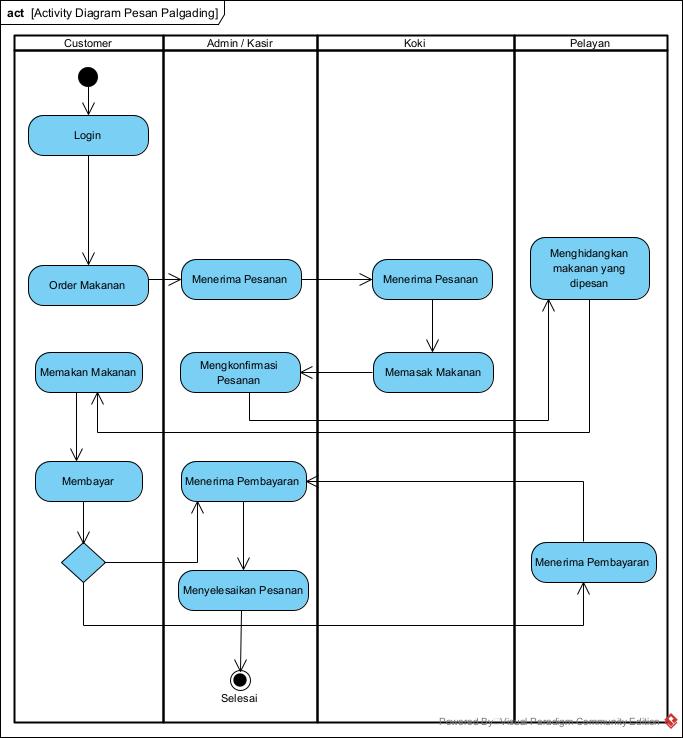 act [Activity Diagram Pesan Palgading]
Customer
Admin / Kasir
Koki
Pelayan
Login
Order Makanan
Menerima Pesanan
Menerima Pesanan
Menghidangkan
makanan yang
dipesan
Memakan Makanan
Mengkonfirmasi
Pesanan
Memasak Makanan
Membayar
Menerima Pembayaran
Menerima Pembayaran
Menyelesaikan Pesanan
Selesai
Powered By Visual Paradigm Community Edition